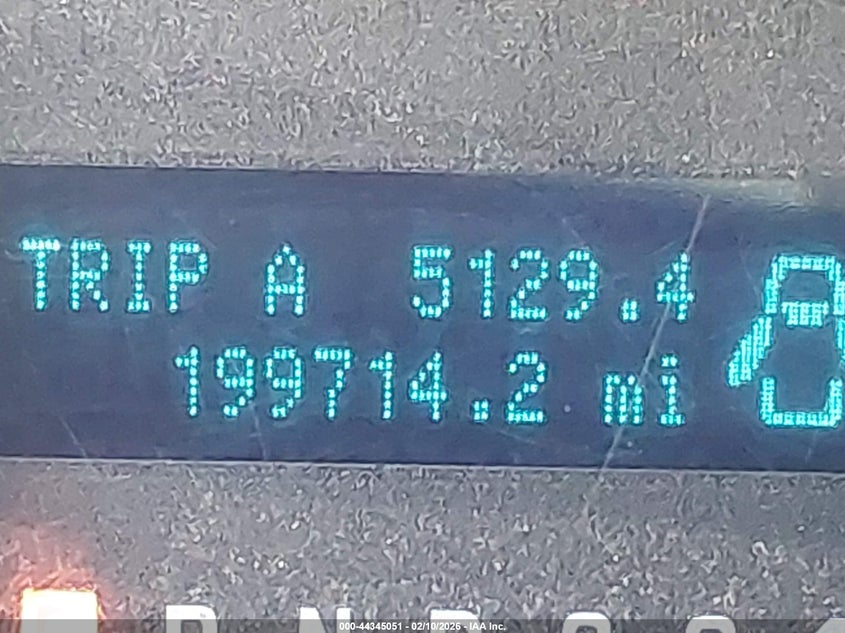 TRIP A 5129.4
199714.2 mi
000-44345051 - 02/10/2026 - IAA Inc.